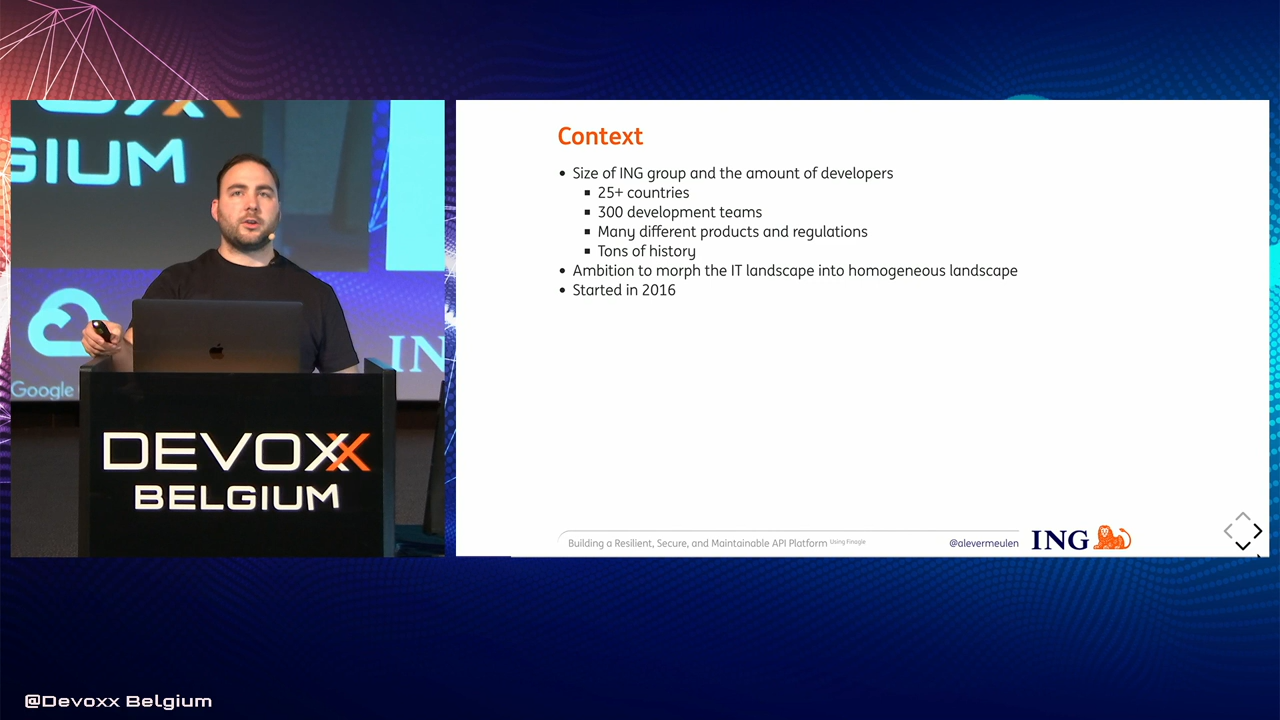 GIUM
Google
IN
DEVOXX
BELGIUM
Context
• Size of ING group and the amount of developers
▪ 25+ countries
▪ 300 development teams
▪ Many different products and regulations
▪ Tons of history
• Ambition to morph the IT landscape into homogeneous landscape
• Started in 2016
Building a Resilient, Secure, and Maintainable API Platform Using Finagle
@alevermeulen
ING
@Devoxx Belgium